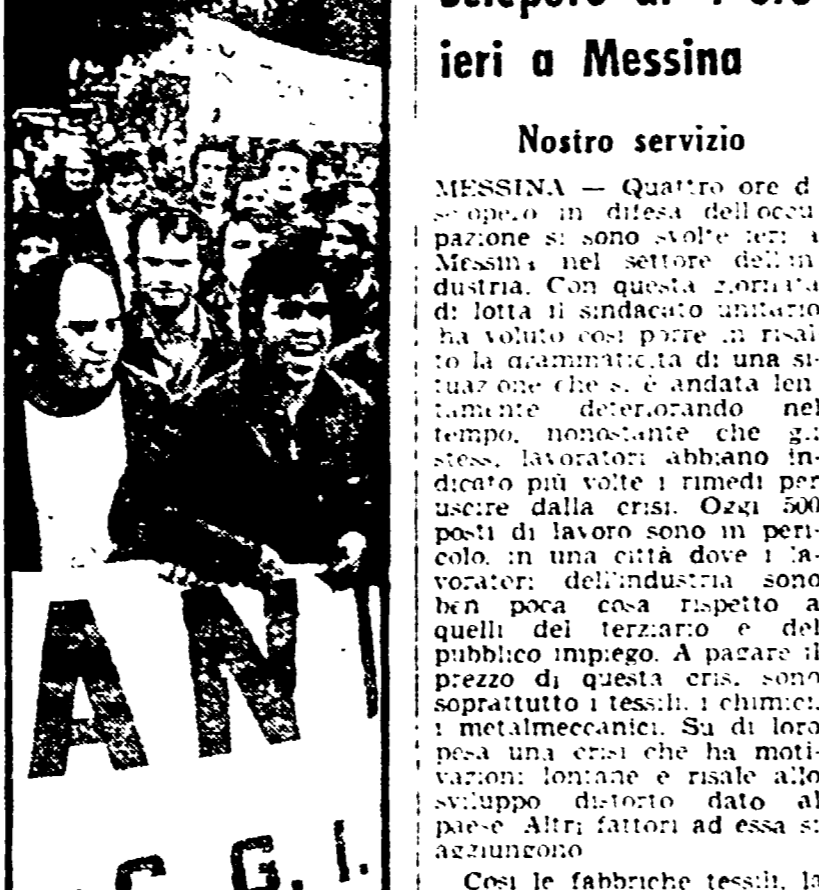 ieri a Messina
Nostro servizio
MESSINA — Quattro ore d
scopero in difesa dell'occu
pazione si sono svolte ieri a
Messina nel settore dell'in
dustria. Con questa giornata
di lotta il sindacato unitario
ha voluto così porre in risal
to la grammaticità di una si-
tuazione che si è andata len
tamente deteriorando nel
tempo, nonostante che gli
stessi lavoratori abbiano in-
dicato più volte i rimedi per
uscire dalla crisi. Oggi 500
posti di lavoro sono in peri-
colo, in una città dove i la-
voratori dell'industria sono
ben poca cosa rispetto a
quelli del terziario e del
pubblico impiego. A pagare il
prezzo di questa crisi sono
soprattutto i tessili, i chimici,
i metalmeccanici. Su di loro
pesa una crisi che ha moti-
vazioni lontane e risale allo
sviluppo distorto dato al
paese Altri fattori ad essa si
aggiungono
Così le fabbriche tessili, la
AN
C. G. I.